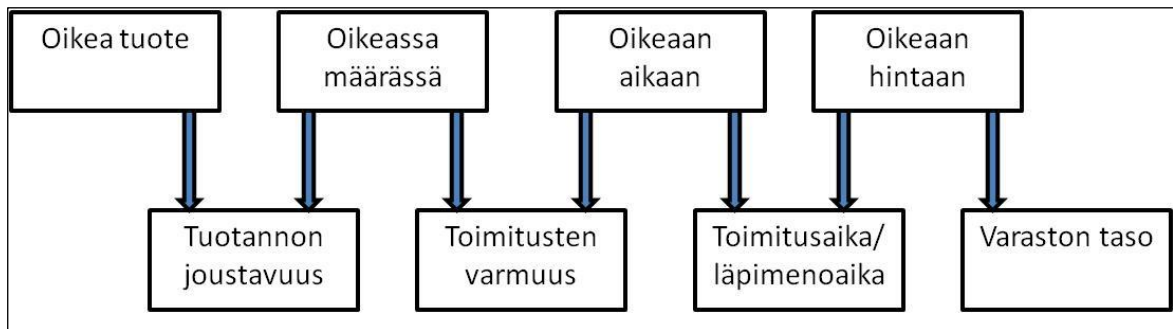 Oikea tuote
Oikeassa
määrässä
Oikeaan
aikaan
Oikeaan
hintaan
Tuotannon
joustavuus
Toimitusten
varmuus
Toimitusaika/
läpimenoaika
Varaston taso